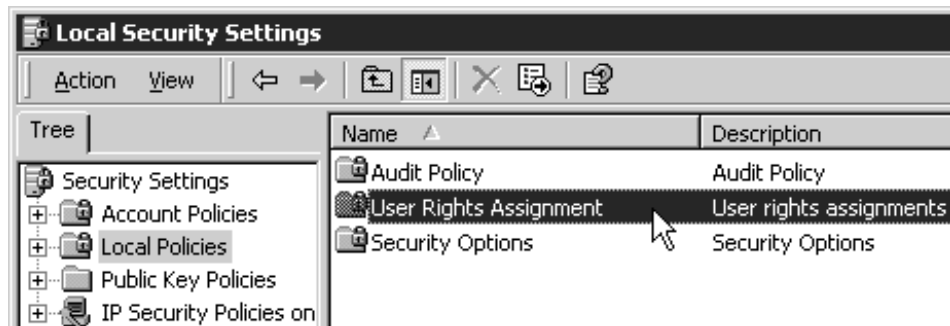 Local Security Settings
Action View
Tree
Name Description
Security Settings
Account Policies
Local Policies
Public Key Policies
IP Security Policies on
Audit Policy Audit Policy
User Rights Assignment User rights assignments
Security Options Security Options